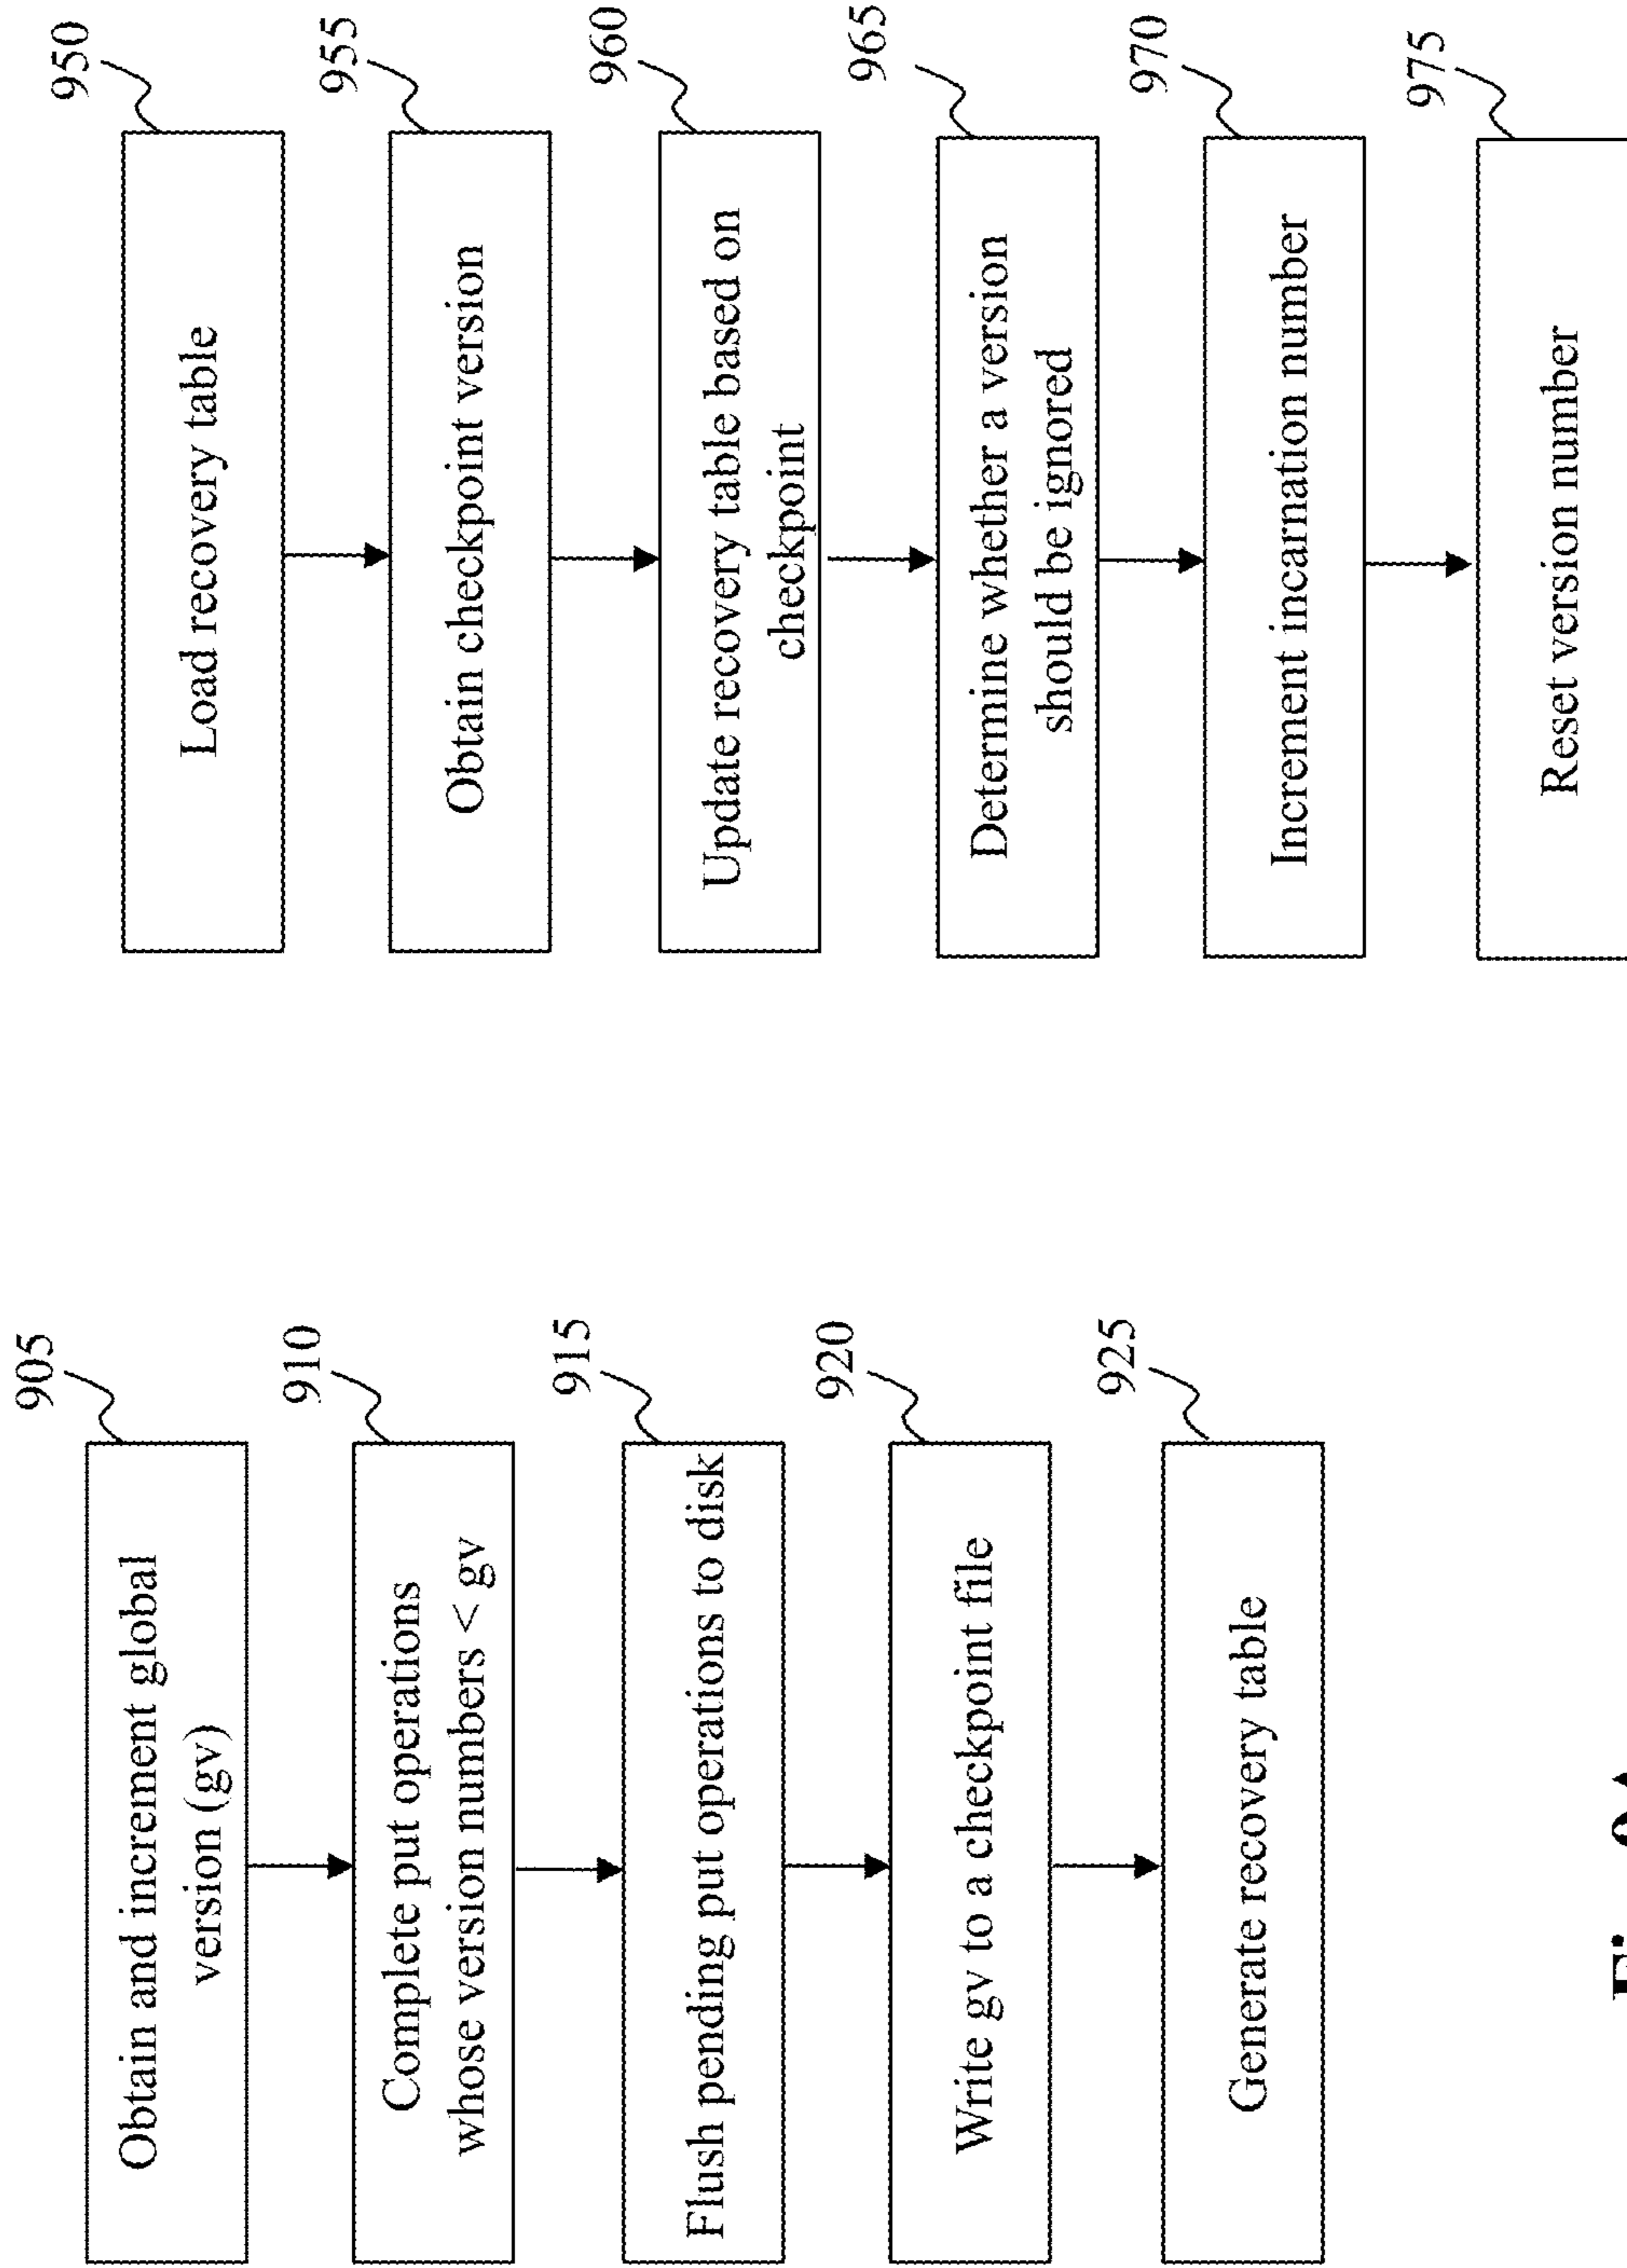 905
Obtain and increment global
version (gv)
910
Complete put operations
whose version numbers < gv
915
Flush pending put operations to disk
920
Write gv to a checkpoint file
925
Generate recovery table
950
Load recovery table
955
Obtain checkpoint version
960
Update recovery table based on
checkpoint
965
Determine whether a version
should be ignored
970
Increment incarnation number
975
Reset version number